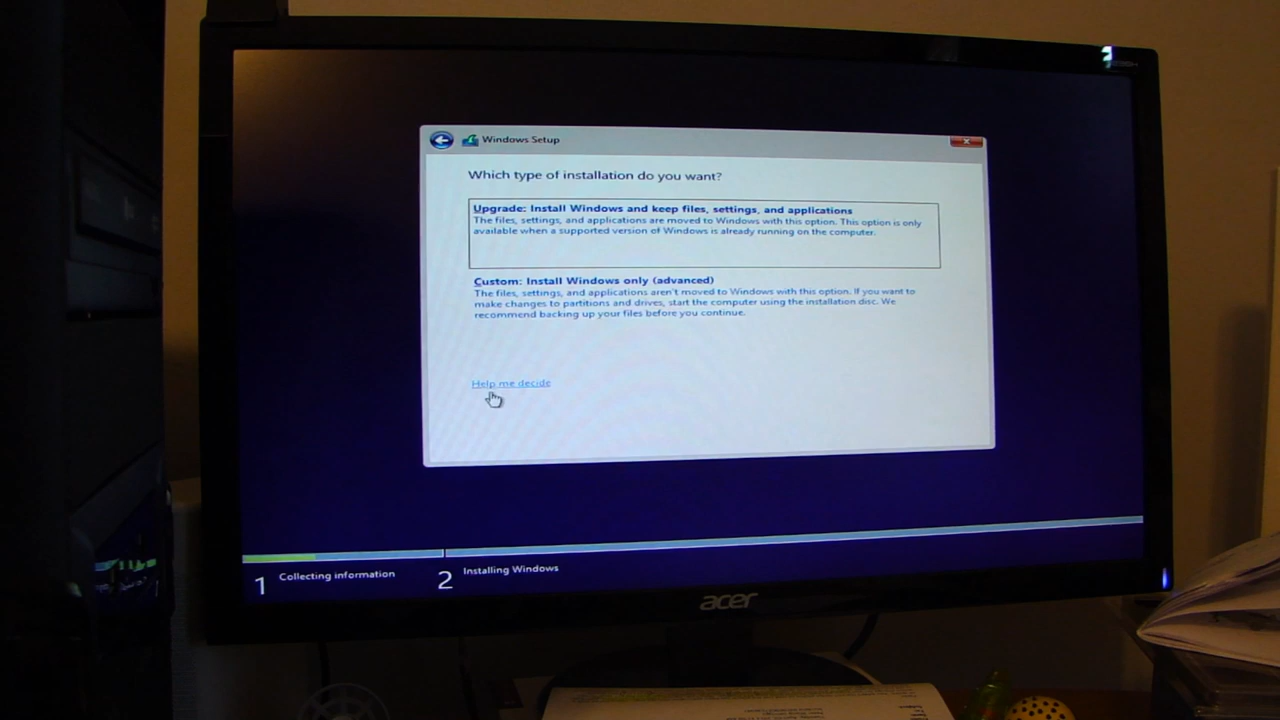 Windows Setup
Which type of installation do you want?
Upgrade: Install Windows and keep files, settings, and applications
The files, settings, and applications are moved to Windows with this option. This option is only
available when a supported version of Windows is already running on the computer.
Custom: Install Windows only (advanced)
The files, settings, and applications aren't moved to Windows with this option. If you want to
make changes to partitions and drives, start the computer using the installation disc. We
recommend backing up your files before you continue.
Help me decide
1 Collecting information
2 Installing Windows
acer